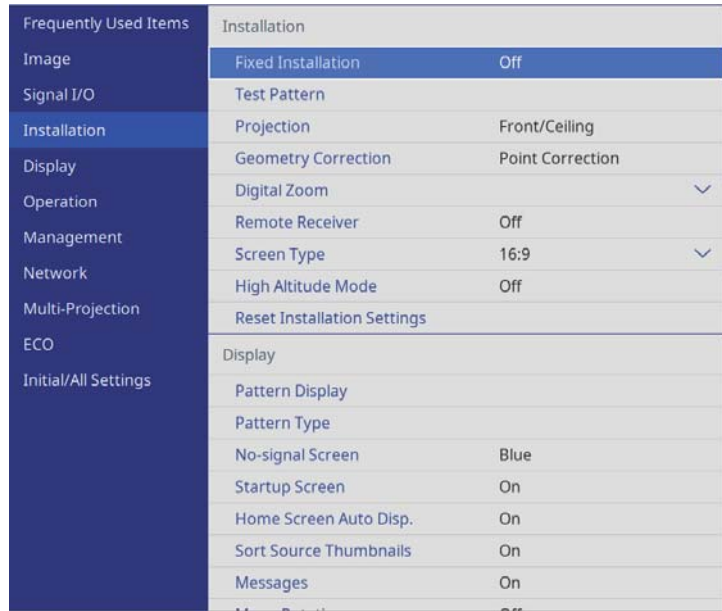 Frequently Used Items
Image
Signal I/O
Installation
Display
Operation
Management
Network
Multi-Projection
ECO
Initial/All Settings
Installation
Fixed Installation Off
Test Pattern
Projection Front/Ceiling
Geometry Correction Point Correction
Digital Zoom
Remote Receiver Off
Screen Type 16:9
High Altitude Mode Off
Reset Installation Settings
Display
Pattern Display
Pattern Type
No-signal Screen Blue
Startup Screen On
Home Screen Auto Disp. On
Sort Source Thumbnails On
Messages On